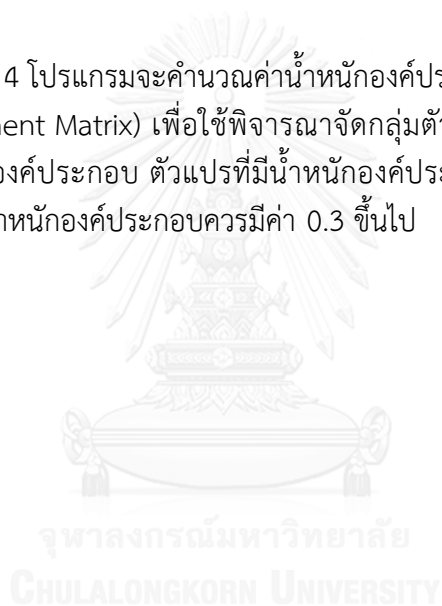 4 โปรแกรมจะคำนวณค่าน้ำหนักองค์ประ
nent Matrix) เพื่อใช้พิจารณาจัดกลุ่มตัว
องค์ประกอบ ตัวแปรที่มีน้ำหนักองค์ประ
าหนักองค์ประกอบควรมีค่า 0.3 ขึ้นไป
จุฬาลงกรณ์มหาวิทยาลัย
CHULALONGKORN UNIVERSITY